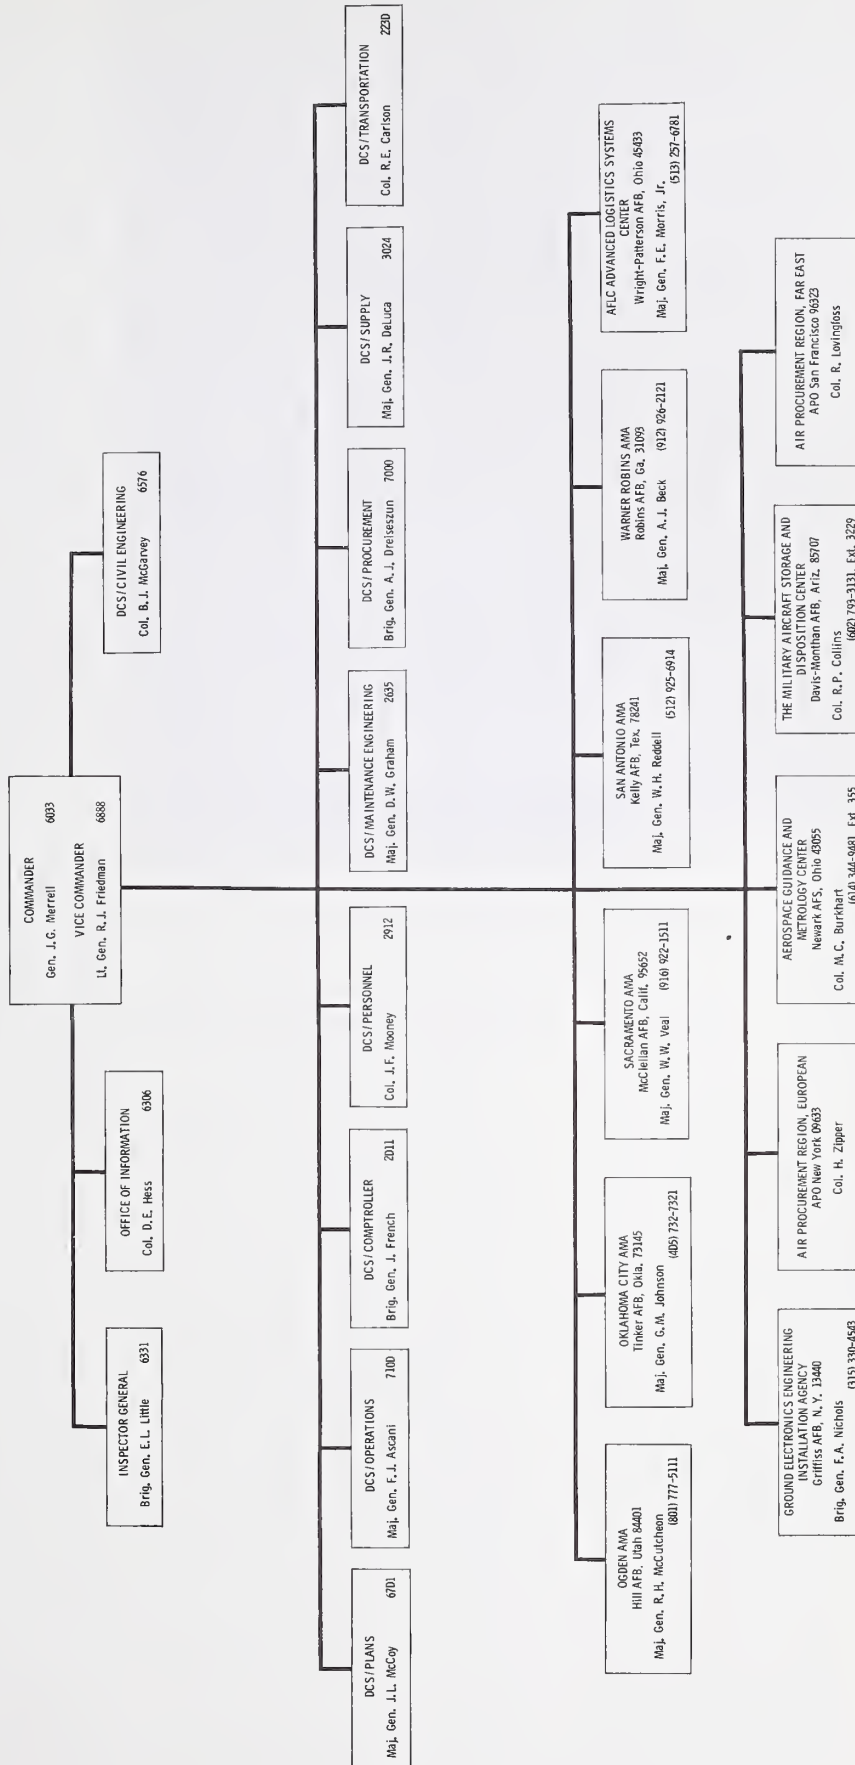 COMMANDER
Gen. J.G. Merrell 6033
VICE COMMANDER
Lt. Gen. R.J. Friedman 6888
INSPECTOR GENERAL
Brig. Gen. E.L. Little 6331
OFFICE OF INFORMATION
Col. D.E. Hess 6306
DCS/CIVIL ENGINEERING
Col. B.J. McGarvey 6576
DCS/PLANS
Maj. Gen. J.L. McCoy 67D1
DCS/OPERATIONS
Maj. Gen. F.J. Ascani 710D
DCS/COMPTROLLER
Brig. Gen. J. French 2D11
DCS/PERSONNEL
Col. J.F. Mooney 2912
DCS/MAINTENANCE ENGINEERING
Maj. Gen. D.W. Graham 2635
DCS/PROCUREMENT
Brig. Gen. A.J. Dreiseszun 7000
DCS/SUPPLY
Maj. Gen. J.R. DeLuca 3024
DCS/TRANSPORTATION
Col. R.E. Carlson 223D
OGDEN AMA
Hill AFB, Utah 84401
Maj. Gen. R.H. McCutcheon
(801) 777-5111
OKLAHOMA CITY AMA
Tinker AFB, Okla. 73145
Maj. Gen. G.M. Johnson
(4D5) 732-7321
SACRAMENTO AMA
McClellan AFB, Calif. 95652
Maj. Gen. W.W. Veal (916) 922-1511
SAN ANTONIO AMA
Kelly AFB, Tex. 78241
Maj. Gen. W.H. Reddell
(512) 925-6914
WARNER ROBINS AMA
Robins AFB, Ga. 31093
Maj. Gen. A.J. Beck (912) 926-2121
AFLC ADVANCED LOGISTICS SYSTEMS
CENTER
Wright-Patterson AFB, Ohio 45433
Maj. Gen. F.E. Morris, Jr.
(513) 257-6781
GROUND ELECTRONICS ENGINEERING
INSTALLATION AGENCY
Griffiss AFB, N.Y. 13440
Brig. Gen. F.A. Nichols
(315) 330-4543
AIR PROCUREMENT REGION, EUROPEAN
APO New York 09633
Col. H. Zipper
AEROSPACE GUIDANCE AND
METROLOGY CENTER
Newark AFS, Ohio 43055
Col. M.C. Burkhart
(614) 344-9481, Ext. 355
THE MILITARY AIRCRAFT STORAGE AND
DISPOSITION CENTER
Davis-Monthan AFB, Ariz. 85707
Col. R.P. Collins
(602) 793-3131, Ext. 3229
AIR PROCUREMENT REGION, FAR EAST
APO San Francisco 96323
Col. R. Lovingfoss